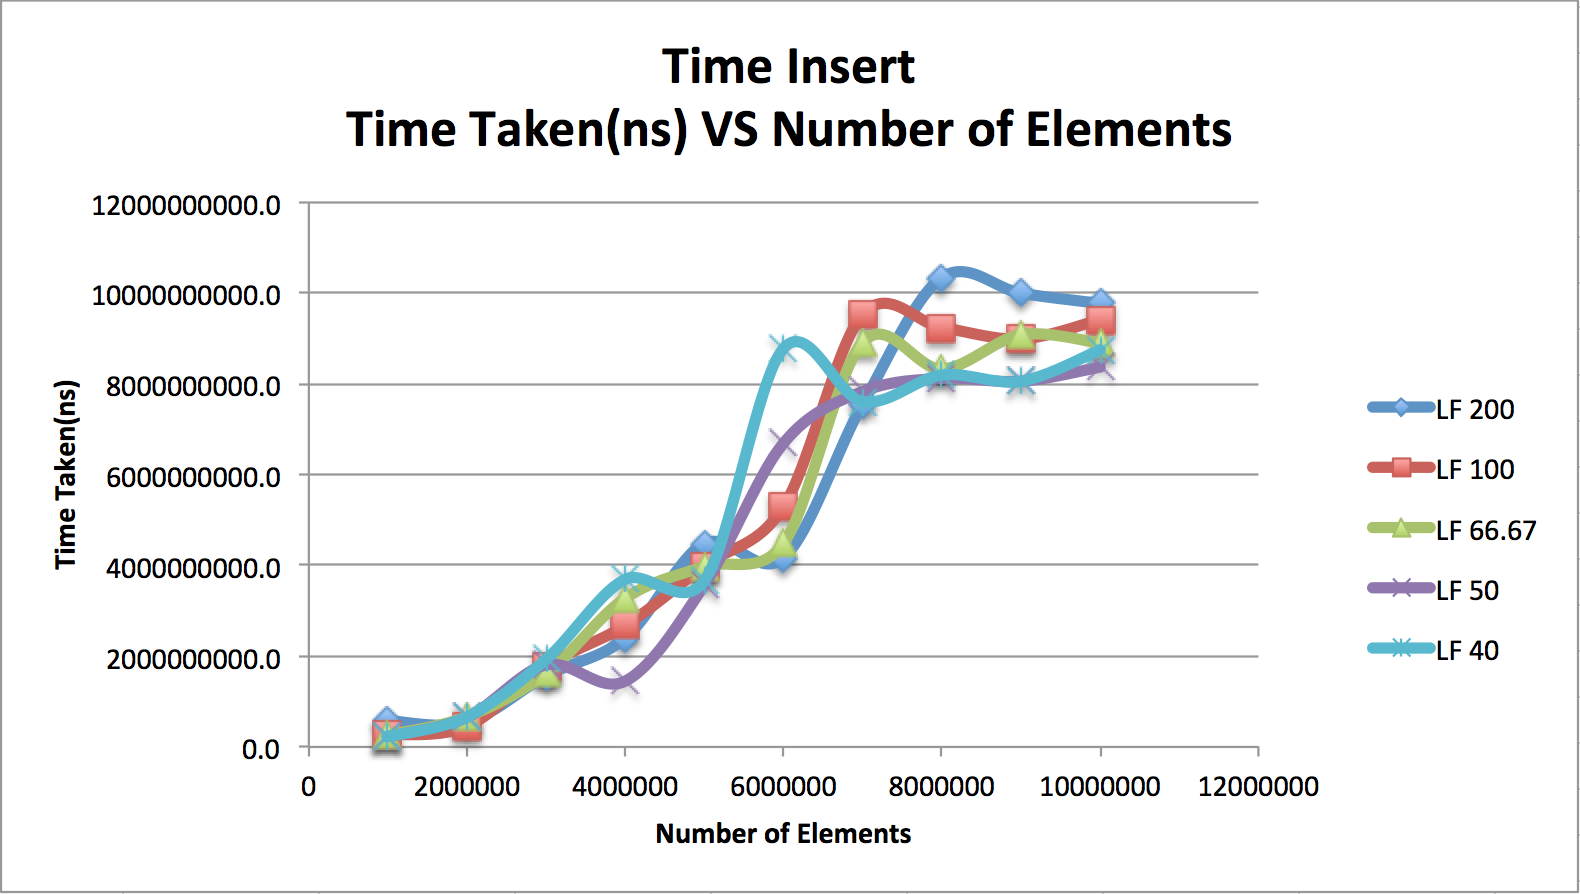 Time Insert
Time Taken(ns) VS Number of Elements
12000000000.0
10000000000.0
8000000000.0
6000000000.0
4000000000.0
2000000000.0
0.0
Time Taken(ns)
0 2000000 4000000 6000000 8000000 10000000 12000000
Number of Elements
LF 200
LF 100
LF 66.67
LF 50
LF 40